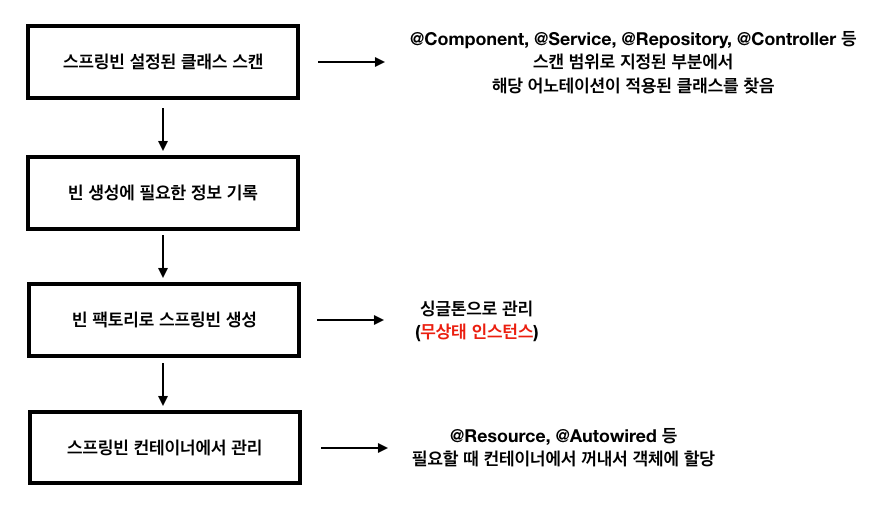 스프링빈 설정된 클래스 스캔
@Component, @Service, @Repository, @Controller 등
스캔 범위로 지정된 부분에서
해당 어노테이션이 적용된 클래스를 찾음
빈 생성에 필요한 정보 기록
빈 팩토리로 스프링빈 생성
싱글톤으로 관리
(무상태 인스턴스)
스프링빈 컨테이너에서 관리
@Resource, @Autowired 등
필요할 때 컨테이너에서 꺼내서 객체에 할당